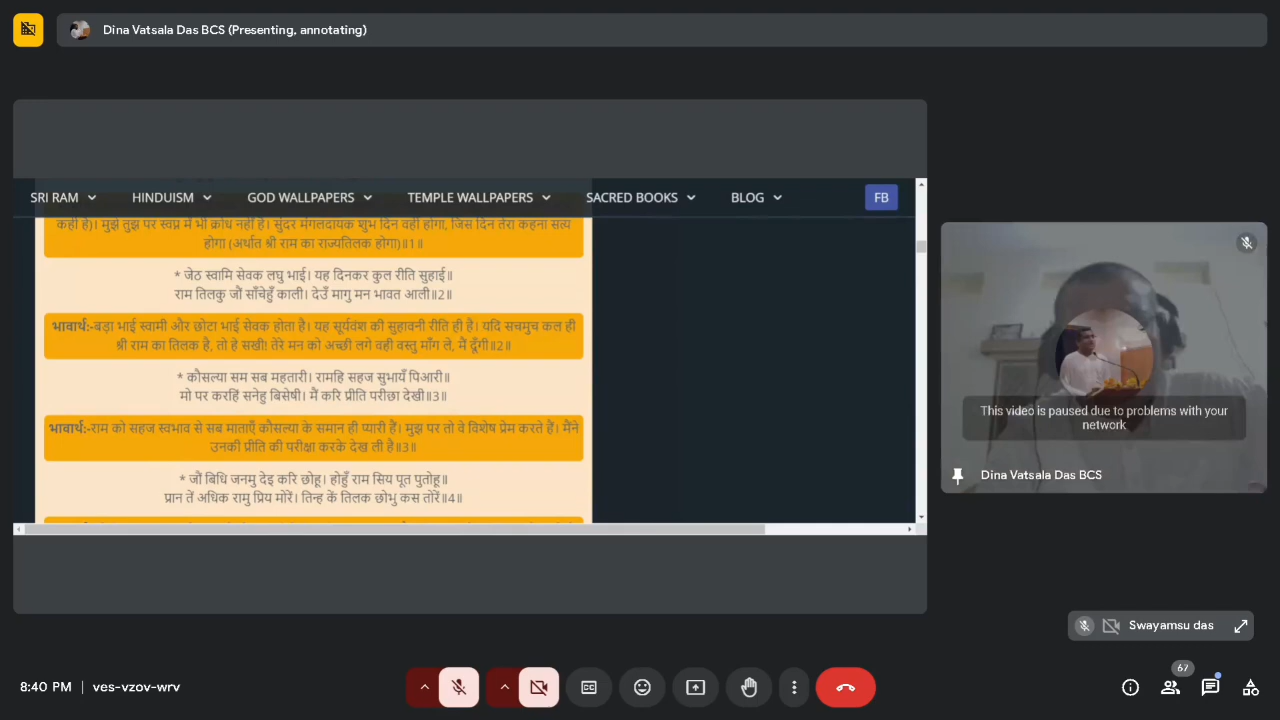 Dina Vatsala Das BCS (Presenting, annotating)
SRI RAM HINDUISM GOD WALLPAPERS TEMPLE WALLPAPERS SACRED BOOKS BLOG FB
कही है)। मुझे तुझ पर स्वप्न में भी क्रोध नहीं है। सुंदर मंगलदायक शुभ दिन वही होगा, जिस दिन तेरा कहना सत्य
होगा (अर्थात श्री राम का राज्यतिलक होगा)॥1॥
* जेठ स्वामि सेवक लघु भाई। यह दिनकर कुल रीति सुहाई॥
राम तिलकु जौं साँचेहुँ काली। देउँ मागु मन भावत आली॥2॥
भावार्थ:-बड़ा भाई स्वामी और छोटा भाई सेवक होता है। यह सूर्यवंश की सुहावनी रीति ही है। यदि सचमुच कल ही
श्री राम का तिलक है, तो हे सखी! तेरे मन को अच्छी लगे वही वस्तु माँग ले, मैं दूँगी॥2॥
* कौसल्या सम सब महतारी। रामहि सहज सुभायँ पिआरी॥
मो पर करहिं सनेहु बिसेषी। मैं करि प्रीति परीछा देखी॥3॥
भावार्थ:-राम को सहज स्वभाव से सब माताएँ कौसल्या के समान ही प्यारी हैं। मुझ पर तो वे विशेष प्रेम करते हैं। मैंने
उनकी प्रीति की परीक्षा करके देख ली है॥3॥
* जौं बिधि जनमु देइ करि छोहू। होहुँ राम सिय पूत पुतोहू॥
प्रान तें अधिक रामु प्रिय मोरें। तिन्ह कें तिलक छोभु कस तोरें॥4॥
This video is paused due to problems with your
network
Dina Vatsala Das BCS
Swayamsu das
67
8:40 PM | ves-vzov-wrv